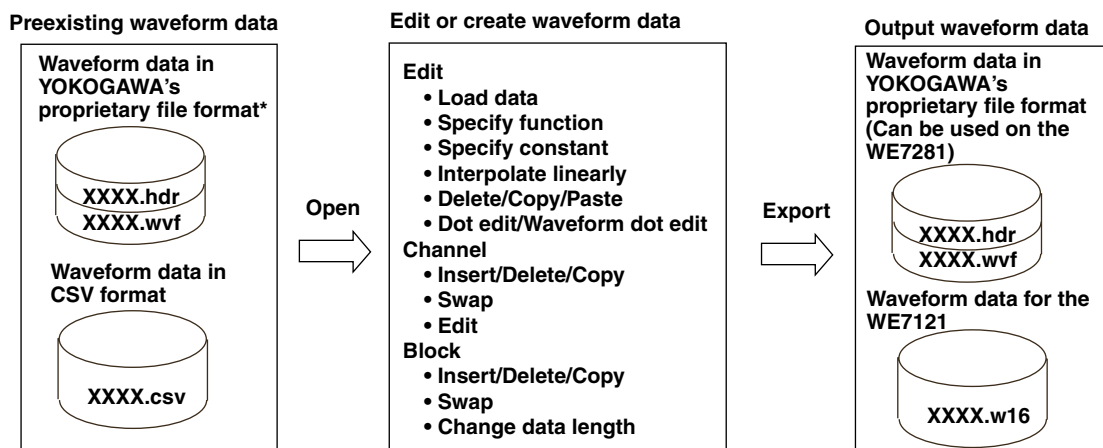 Preexisting waveform data
Waveform data in
YOKOGAWA's
proprietary file format*
XXXX.hdr
XXXX.wvf
Waveform data in
CSV format
XXXX.csv
Open
Edit or create waveform data
Edit
• Load data
• Specify function
• Specify constant
• Interpolate linearly
• Delete/Copy/Paste
• Dot edit/Waveform dot edit
Channel
• Insert/Delete/Copy
• Swap
• Edit
Block
• Insert/Delete/Copy
• Swap
• Change data length
Export
Output waveform data
Waveform data in
YOKOGAWA's
proprietary file format
(Can be used on the
WE7281)
XXXX.hdr
XXXX.wvf
Waveform data for the
WE7121
XXXX.w16